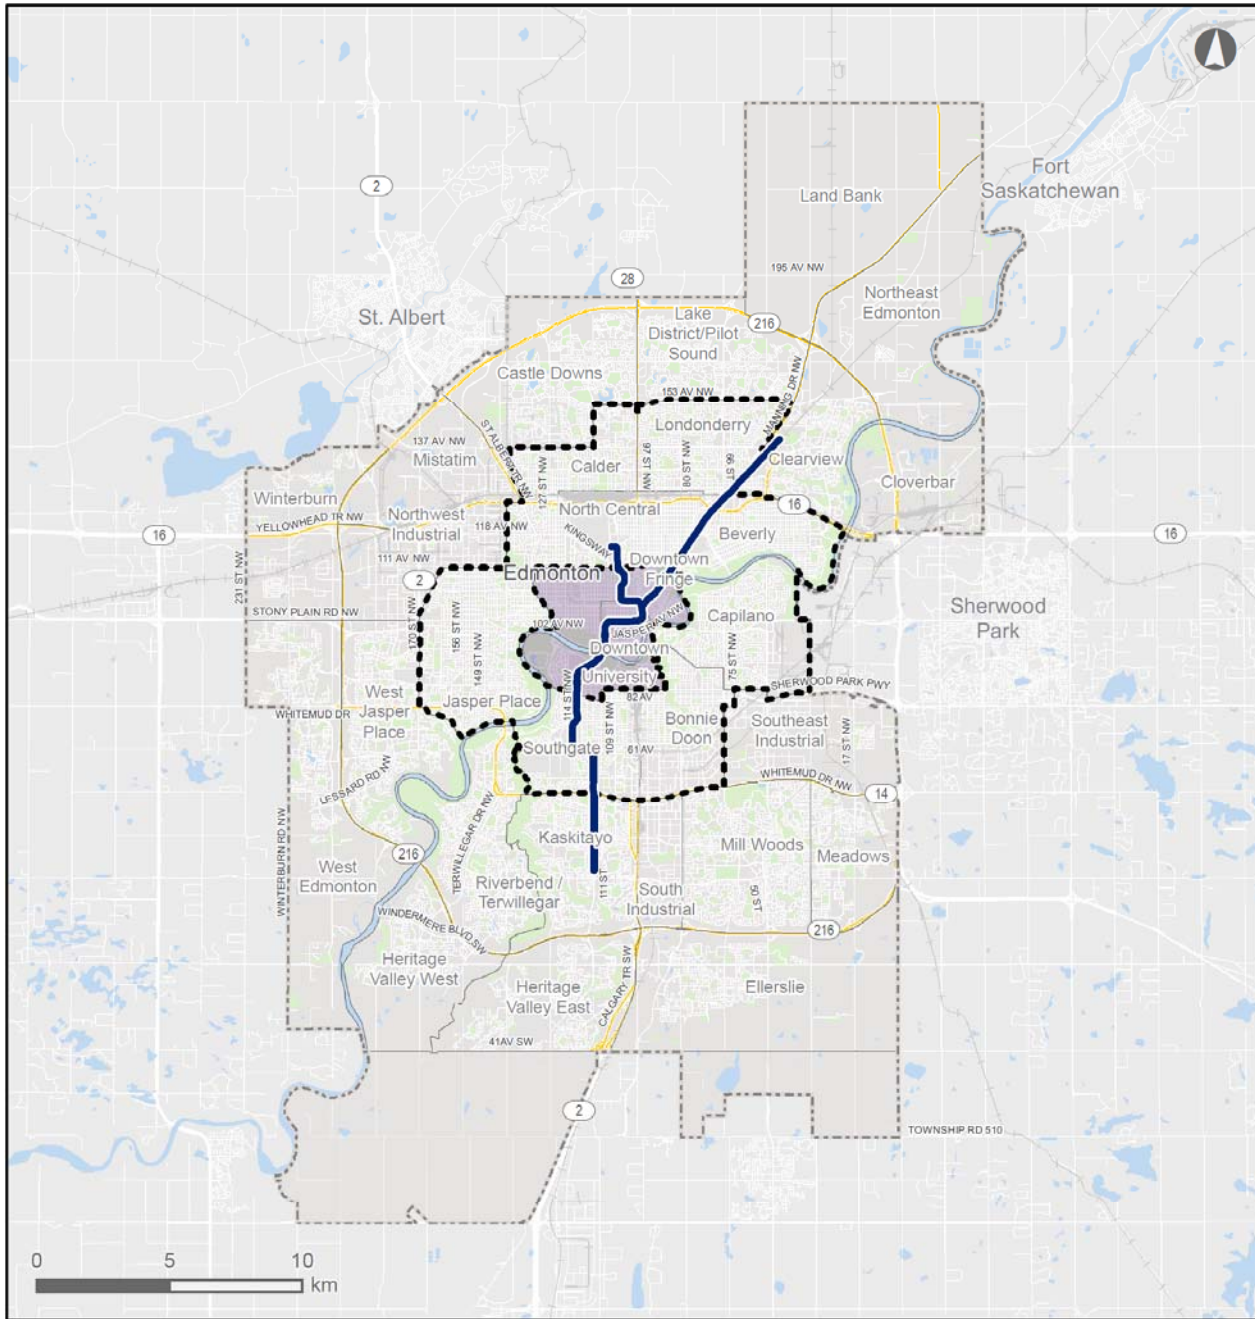 Fort
Saskatchewan
2
Land Bank
195 AV NW
28
Northeast
Edmonton
St. Albert
Lake
District/Pilot
Sound
216
Castle Downs
153 AV NW
MANNING DR NW
Londonderry
ST ALBERT TR NW
137 AV NW
Mistatim
127 ST NW
Calder
97 ST NW
80 ST NW
66 ST
Clearview
Cloverbar
Winterburn
YELLOWHEAD TR NW
Northwest
Industrial
118 AV NW
North Central
16
16
Beverly
16
KINGSWAY
111 AV NW
231 ST NW
2
Edmonton
Downtown
Fringe
STONY PLAIN RD NW
170 ST NW
156 ST NW
149 ST NW
102 AV NW
JASPER AV NW
Capilano
Sherwood
Park
Downtown
75 ST NW
University
SHERWOOD PARK PWY
114 ST NW
82 AV
West
Jasper
Place
Jasper Place
WHITEMUD DR
109 ST NW
Bonnie
Doon
Southeast
Industrial
17 ST NW
Southgate
61AV
LESSARD RD NW
WHITEMUD DR NW
14
TERWILLEGAR DR NW
Kaskitayo
Mill Woods
Meadows
216
WINTERBURN RD NW
West
Edmonton
Riverbend /
Terwillegar
111 ST
South
Industrial
50 ST
WINDERMERE BLVD SW
216
Heritage
Valley West
Heritage
Valley East
CALGARY TR SW
Ellerslie
41AV SW
2
TOWNSHIP RD 510
0 5 10
km